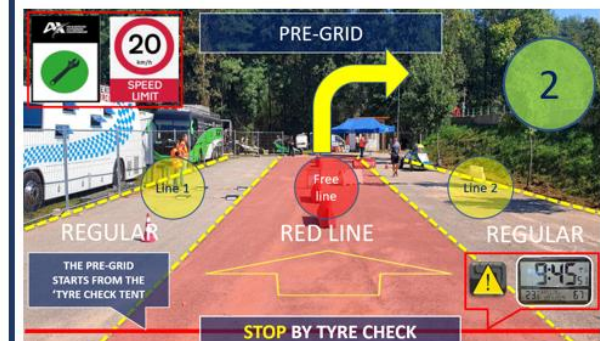 PRE-GRID
20
km/h
SPEED
LIMIT
2
Line 1
Free
line
Line 2
REGULAR
RED LINE
REGULAR
THE PRE-GRID
STARTS FROM THE
'TYRE CHECK TENT
9:45
STOP BY TYRE CHECK